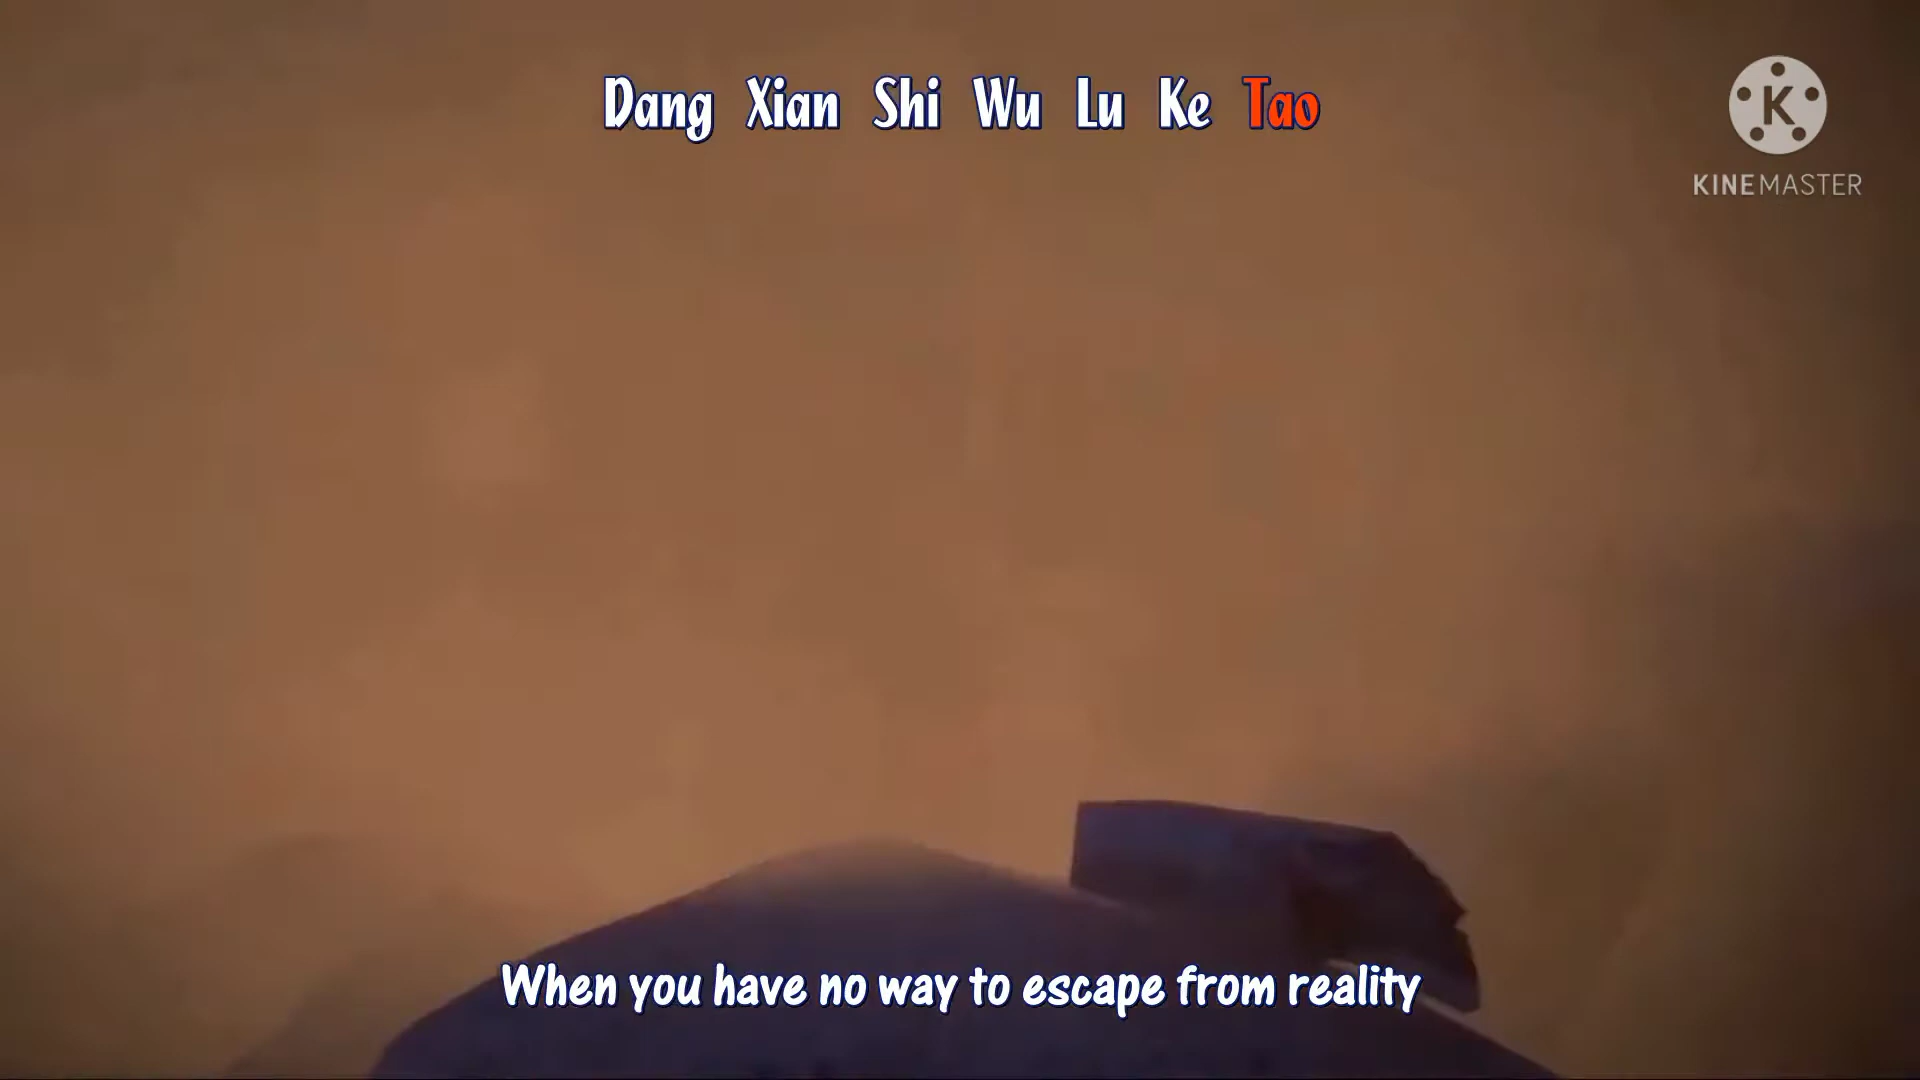 Dang Xian Shi Wu Lu Ke Tao
K
KINEMASTER
When you have no way to escape from reality